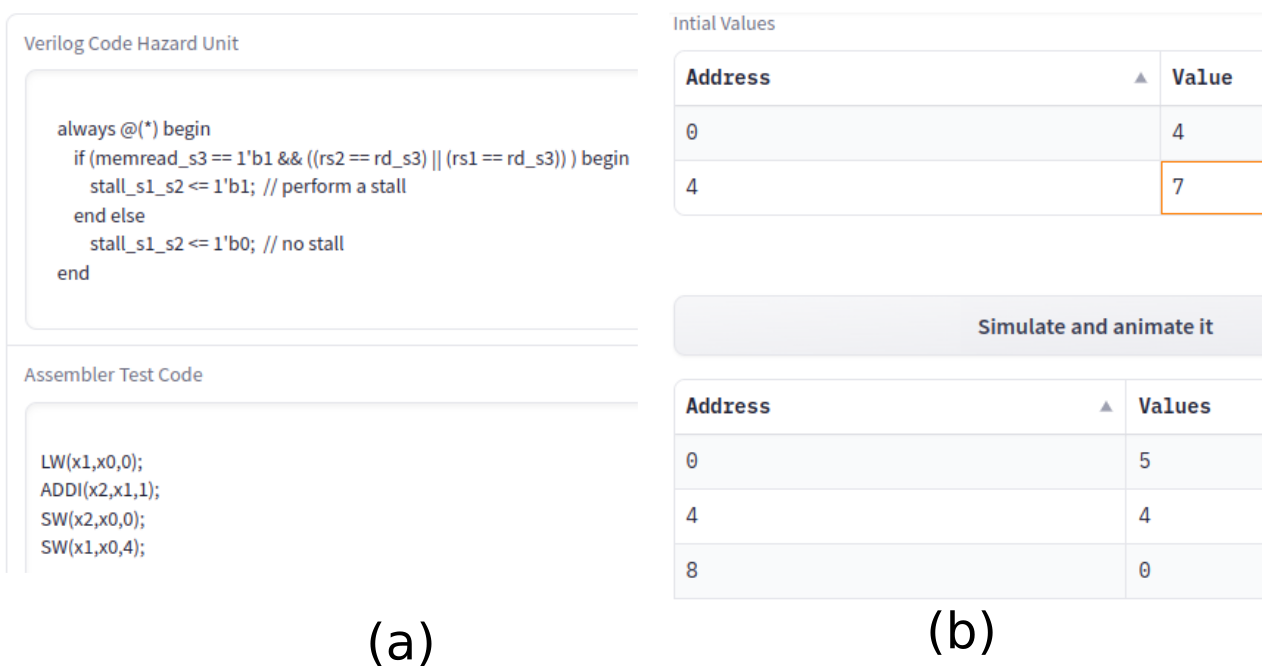 Verilog Code Hazard Unit
always @(*) begin
if (memread_s3 == 1'b1 && ((rs2 == rd_s3) || (rs1 == rd_s3)) ) begin
stall_s1_s2 <= 1'b1;  // perform a stall
end else
stall_s1_s2 <= 1'b0;  // no stall
end
Assembler Test Code
LW(x1,x0,0);
ADDI(x2,x1,1);
SW(x2,x0,0);
SW(x1,x0,4);
(a)
Intial Values
Address ▲ Value
0 4
4 7
Simulate and animate it
Address ▲ Values
0 5
4 4
8 0
(b)